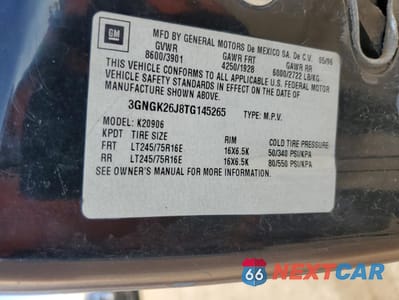 GM
MFD BY GENERAL MOTORS De MEXICO SA. De C.V. 05/96
GVWR GAWR FRT GAWR RR
8600/3901 4250/1928 6000/2722 LB/KG.
THIS VEHICLE CONFORMS TO ALL APPLICABLE U.S. FEDERAL MOTOR
VEHICLE SAFETY STANDARDS IN EFFECT ON THE DATE OF
MANUFACTURE SHOWN ABOVE.
3GNGK26J8TG145265 TYPE: M.P.V.
MODEL: K20906
KPDT TIRE SIZE RIM COLD TIRE PRESSURE
FRT LT245/75R16E 16X6.5K 50/340 PSI/KPA
RR LT245/75R16E 16X6.5K 80/550 PSI/KPA
SEE OWNER'S MANUAL FOR MORE INFORMATION.
66 NEXTCAR